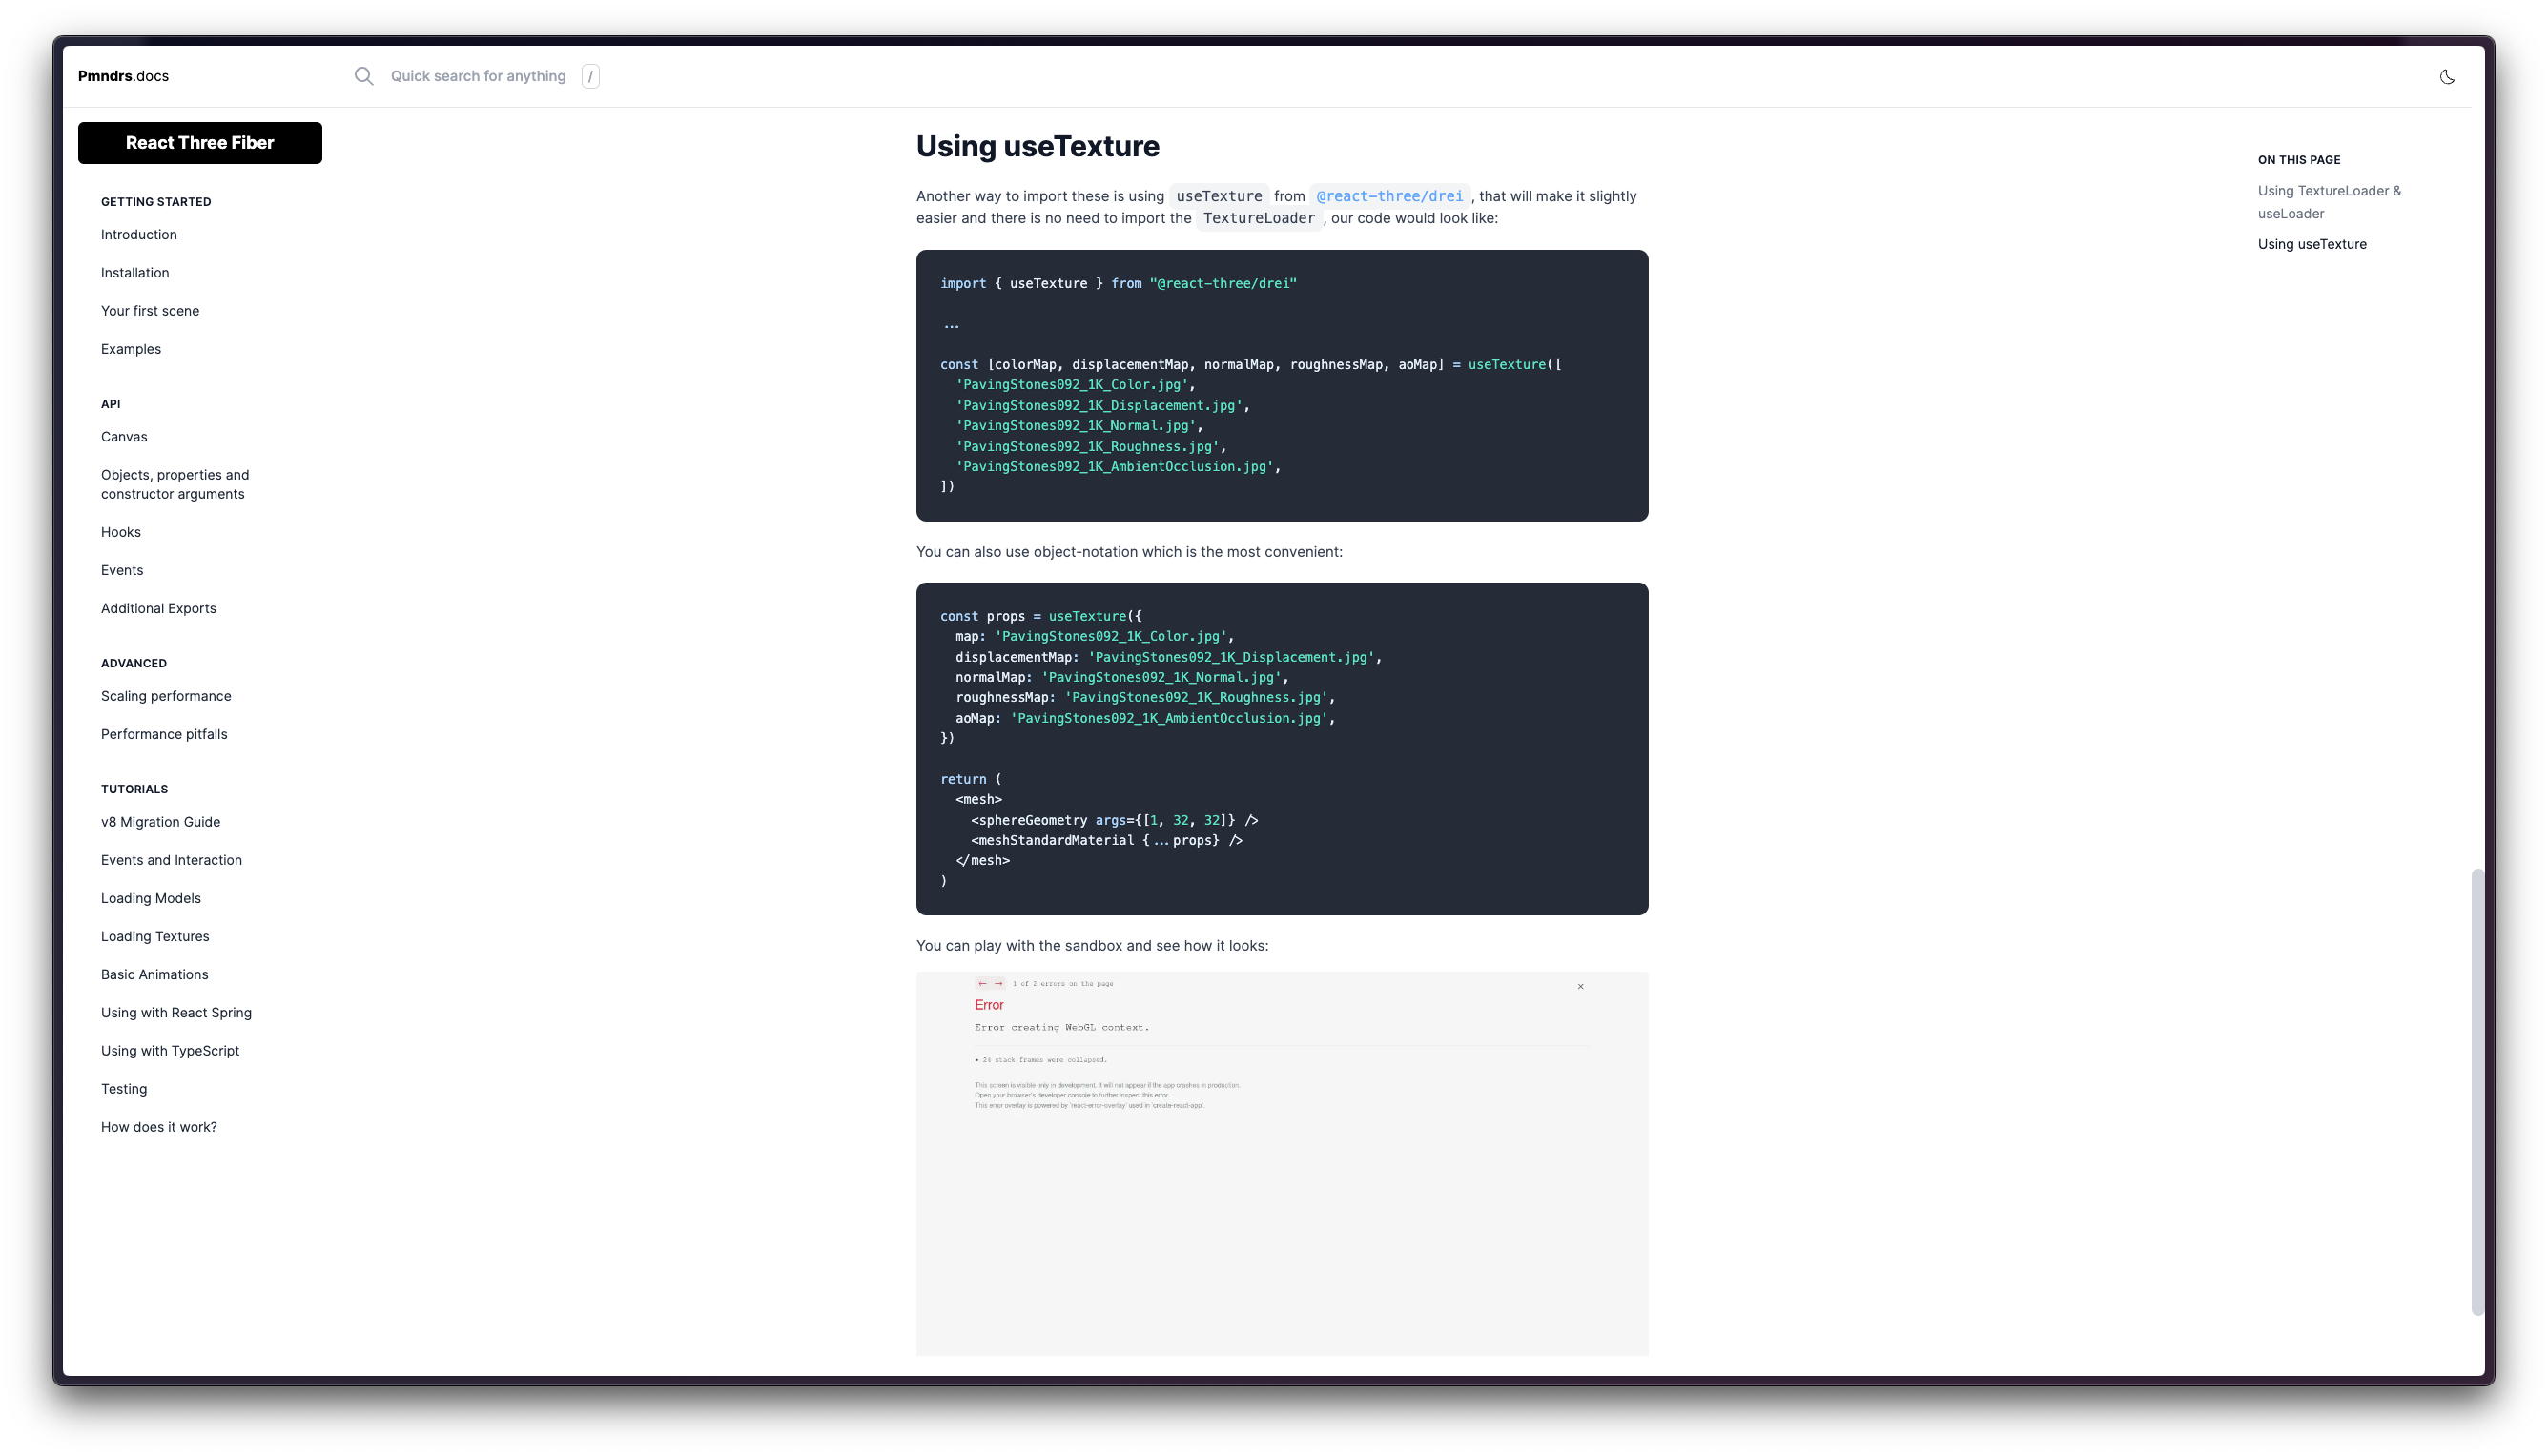 Pmndrs.docs
Quick search for anything /
React Three Fiber
GETTING STARTED
Introduction
Installation
Your first scene
Examples
API
Canvas
Objects, properties and
constructor arguments
Hooks
Events
Additional Exports
ADVANCED
Scaling performance
Performance pitfalls
TUTORIALS
v8 Migration Guide
Events and Interaction
Loading Models
Loading Textures
Basic Animations
Using with React Spring
Using with TypeScript
Testing
How does it work?
Using useTexture
Another way to import these is using useTexture from @react-three/drei, that will make it slightly
easier and there is no need to import the TextureLoader, our code would look like:
import { useTexture } from "@react-three/drei"
...
const [colorMap, displacementMap, normalMap, roughnessMap, aoMap] = useTexture([
  'PavingStones092_1K_Color.jpg',
  'PavingStones092_1K_Displacement.jpg',
  'PavingStones092_1K_Normal.jpg',
  'PavingStones092_1K_Roughness.jpg',
  'PavingStones092_1K_AmbientOcclusion.jpg',
])
You can also use object-notation which is the most convenient:
const props = useTexture({
  map: 'PavingStones092_1K_Color.jpg',
  displacementMap: 'PavingStones092_1K_Displacement.jpg',
  normalMap: 'PavingStones092_1K_Normal.jpg',
  roughnessMap: 'PavingStones092_1K_Roughness.jpg',
  aoMap: 'PavingStones092_1K_AmbientOcclusion.jpg',
})
return (
  <mesh>
    <sphereGeometry args={[1, 32, 32]} />
    <meshStandardMaterial {...props} />
  </mesh>
)
You can play with the sandbox and see how it looks:
← → 1 of 2 errors on the page ×
Error
Error creating WebGL context.
▶ 24 stack frames were collapsed.
This screen is visible only in development. It will not appear if the app crashes in production.
Open your browser's developer console to further inspect this error.
This error overlay is powered by `react-error-overlay` used in `create-react-app`.
ON THIS PAGE
Using TextureLoader &
useLoader
Using useTexture